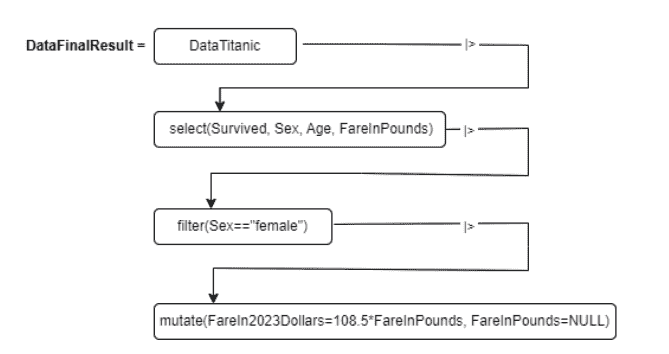 DataFinalResult = DataTitanic |>
select(Survived, Sex, Age, FareInPounds) |>
filter(Sex=="female") |>
mutate(FareIn2023Dollars=108.5*FareInPounds, FareInPounds=NULL)